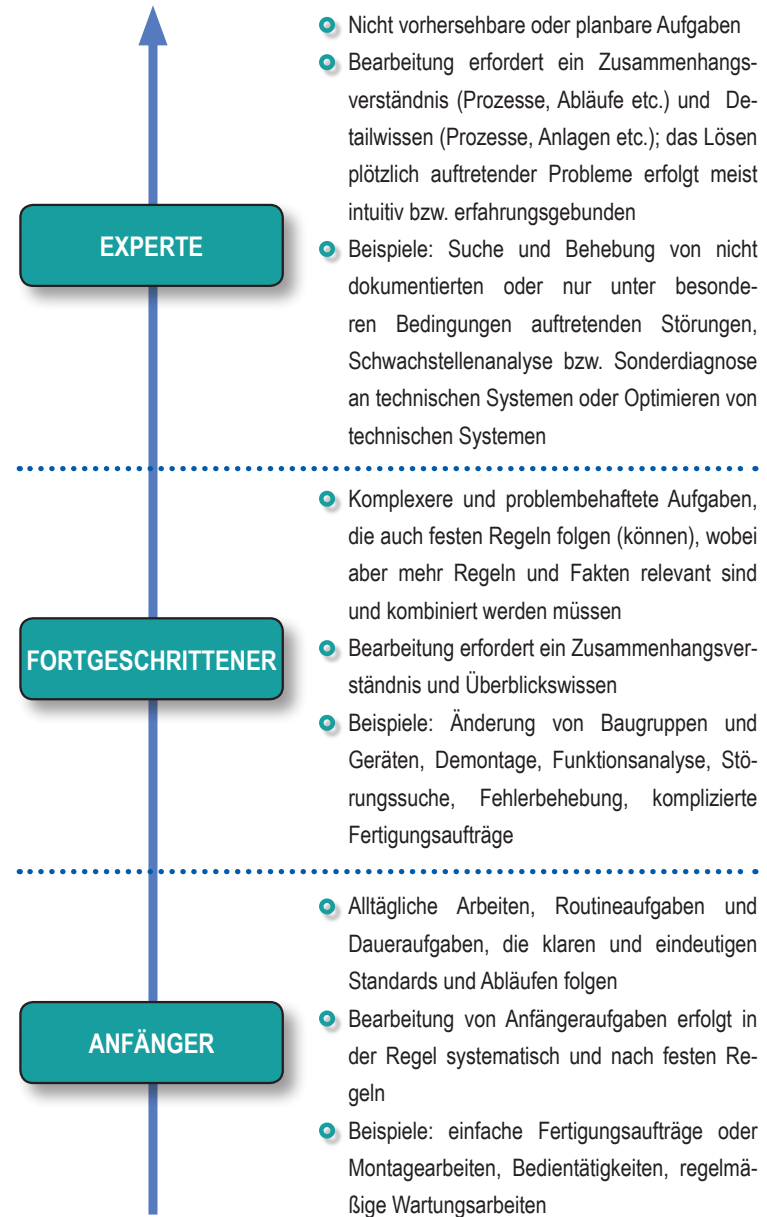 Nicht vorhersehbare oder planbare Aufgaben
Bearbeitung erfordert ein Zusammenhangs-
verständnis (Prozesse, Abläufe etc.) und De-
tailwissen (Prozesse, Anlagen etc.); das Lösen
plötzlich auftretender Probleme erfolgt meist
intuitiv bzw. erfahrungsgebunden
EXPERTE
Beispiele: Suche und Behebung von nicht
dokumentierten oder nur unter besonde-
ren Bedingungen auftretenden Störungen,
Schwachstellenanalyse bzw. Sonderdiagnose
an technischen Systemen oder Optimieren von
technischen Systemen
Komplexere und problembehaftete Aufgaben,
die auch festen Regeln folgen (können), wobei
aber mehr Regeln und Fakten relevant sind
und kombiniert werden müssen
FORTGESCHRITTENER
Bearbeitung erfordert ein Zusammenhangsver-
ständnis und Überblickswissen
Beispiele: Änderung von Baugruppen und
Geräten, Demontage, Funktionsanalyse, Stö-
rungssuche, Fehlerbehebung, komplizierte
Fertigungsaufträge
Alltägliche Arbeiten, Routineaufgaben und
Daueraufgaben, die klaren und eindeutigen
Standards und Abläufen folgen
ANFÄNGER
Bearbeitung von Anfängeraufgaben erfolgt in
der Regel systematisch und nach festen Re-
geln
Beispiele: einfache Fertigungsaufträge oder
Montagearbeiten, Bedientätigkeiten, regelmä-
ßige Wartungsarbeiten